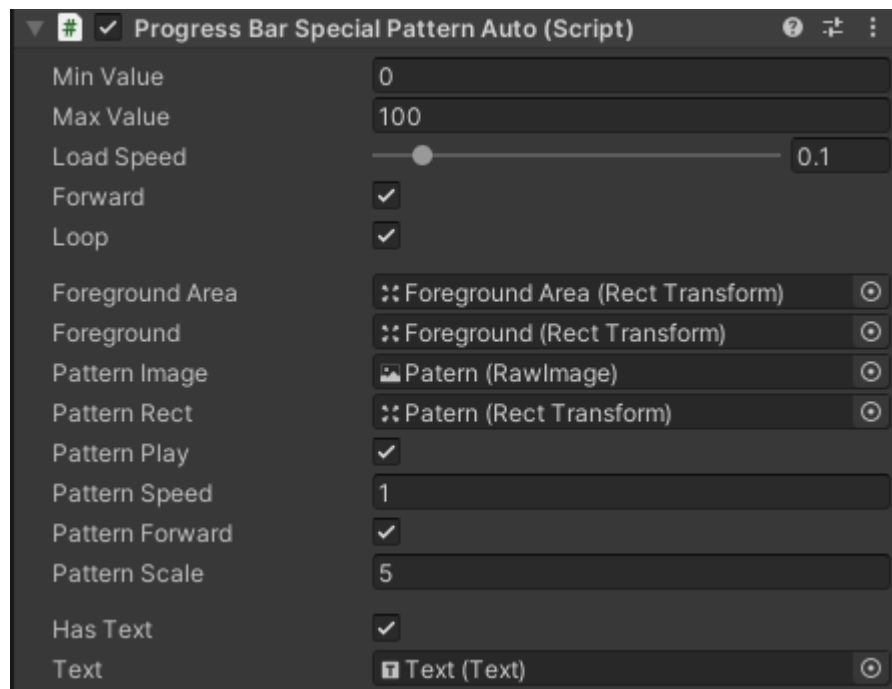 Progress Bar Special Pattern Auto (Script)
Min Value 0
Max Value 100
Load Speed 0.1
Forward
Loop
Foreground Area Foreground Area (Rect Transform)
Foreground Foreground (Rect Transform)
Pattern Image Patern (RawImage)
Pattern Rect Patern (Rect Transform)
Pattern Play
Pattern Speed 1
Pattern Forward
Pattern Scale 5
Has Text
Text Text (Text)